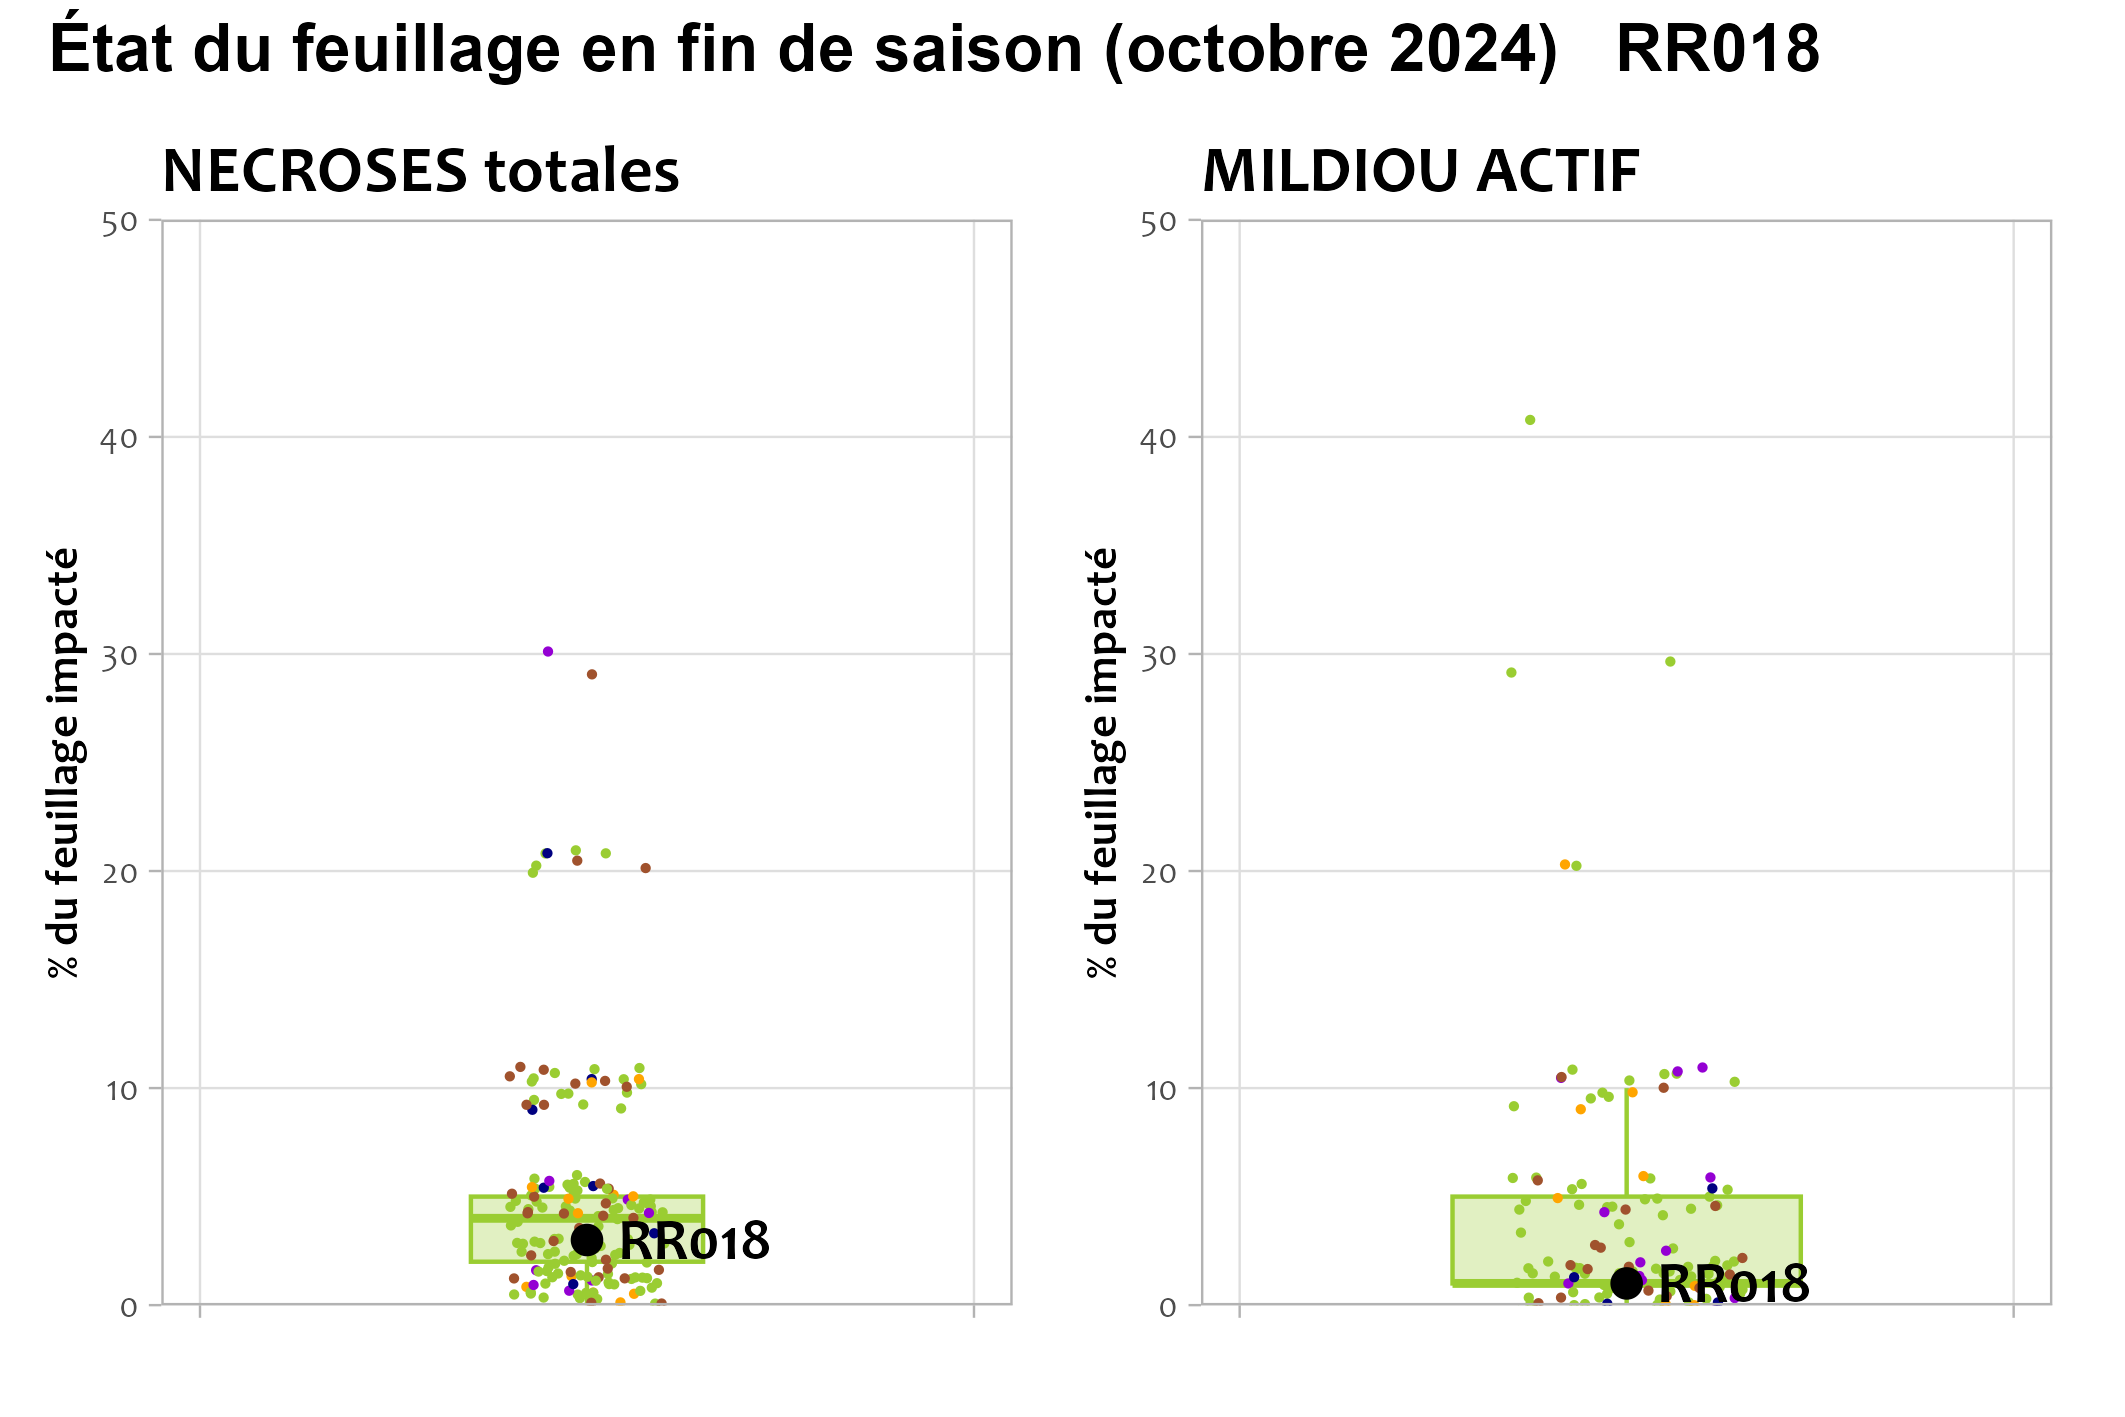 État du feuillage en fin de saison (octobre 2024) RR018
NECROSES totales
% du feuillage impacté
50
40
30
20
10
0
RR018
MILDIOU ACTIF
% du feuillage impacté
50
40
30
20
10
0
RR018